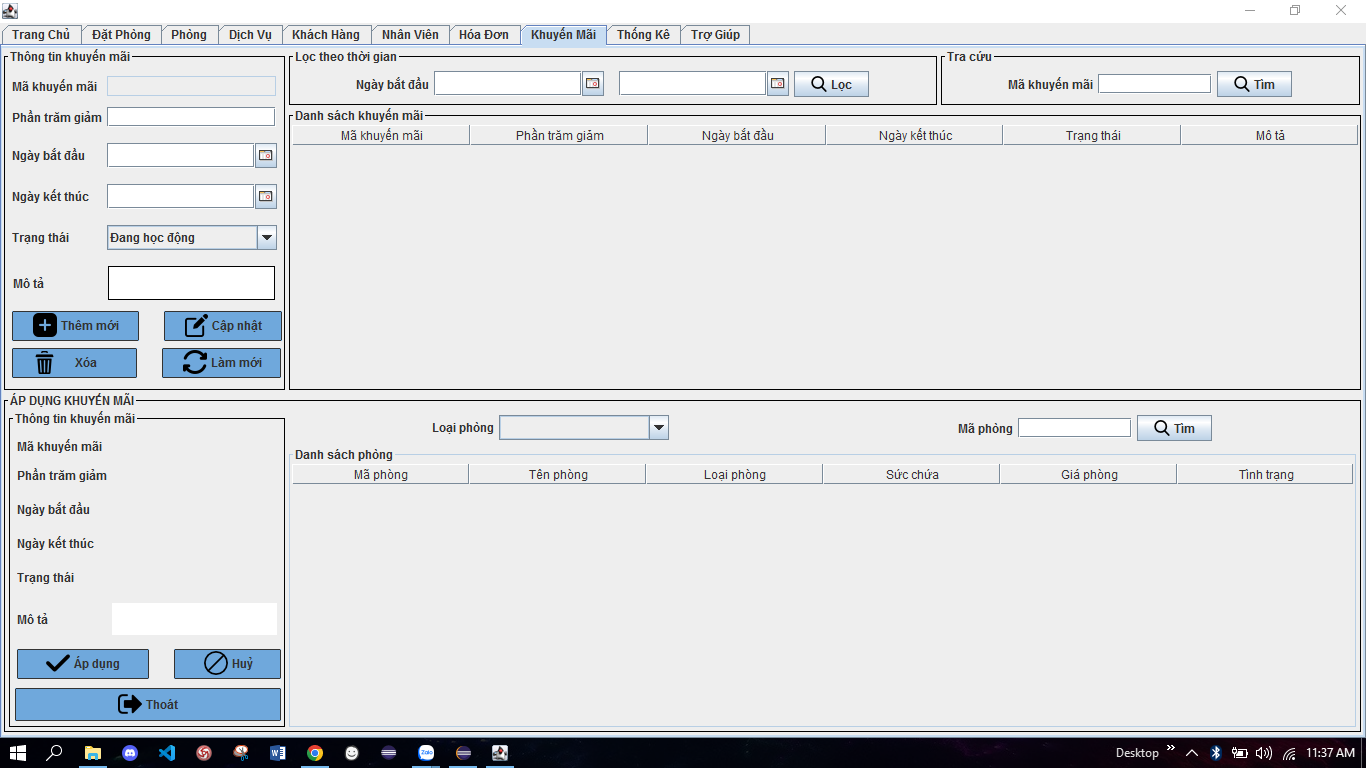 Trang Chủ Đặt Phòng Phòng Dịch Vụ Khách Hàng Nhân Viên Hóa Đơn Khuyến Mãi Thống Kê Trợ Giúp
Thông tin khuyến mãi
Mã khuyến mãi
Phần trăm giảm
Ngày bắt đầu
Ngày kết thúc
Trạng thái Đang học động
Mô tả
Thêm mới Cập nhật
Xóa Làm mới
Lọc theo thời gian
Ngày bắt đầu Lọc
Tra cứu
Mã khuyến mãi Tìm
Danh sách khuyến mãi
Mã khuyến mãi Phần trăm giảm Ngày bắt đầu Ngày kết thúc Trạng thái Mô tả
ÁP DỤNG KHUYẾN MÃI
Thông tin khuyến mãi
Mã khuyến mãi
Phần trăm giảm
Ngày bắt đầu
Ngày kết thúc
Trạng thái
Mô tả
Áp dụng Huỷ
Thoát
Loại phòng Mã phòng Tìm
Danh sách phòng
Mã phòng Tên phòng Loại phòng Sức chứa Giá phòng Tình trạng
Zalo
Desktop 11:37 AM